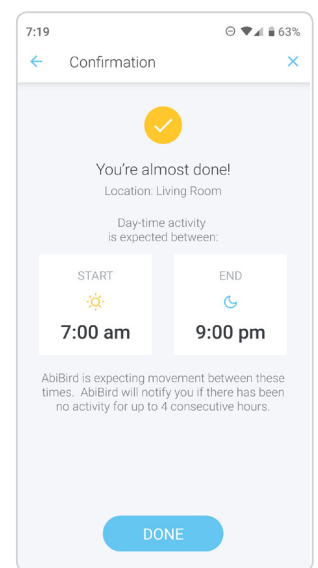 7:19 63%
Confirmation
You're almost done!
Location: Living Room
Day-time activity
is expected between:
START
7:00 am
END
9:00 pm
AbiBird is expecting movement between these
times. AbiBird will notify you if there has been
no activity for up to 4 consecutive hours.
DONE